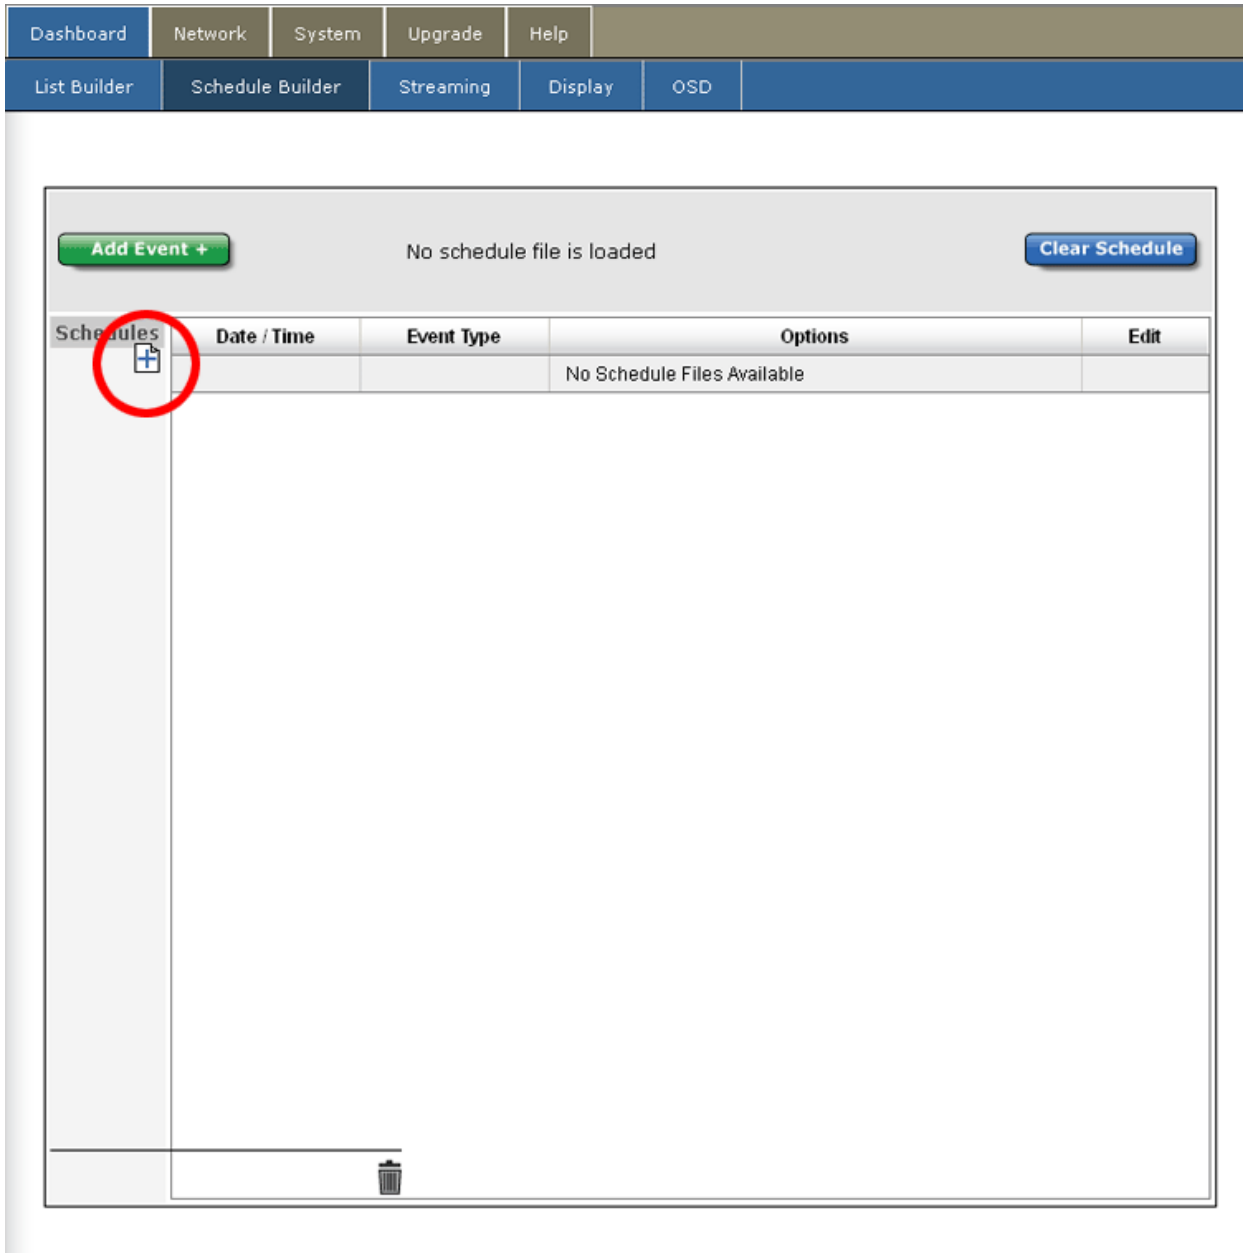 Dashboard Network System Upgrade Help
List Builder Schedule Builder Streaming Display OSD
Add Event + No schedule file is loaded Clear Schedule
Schedules Date / Time Event Type Options Edit
No Schedule Files Available